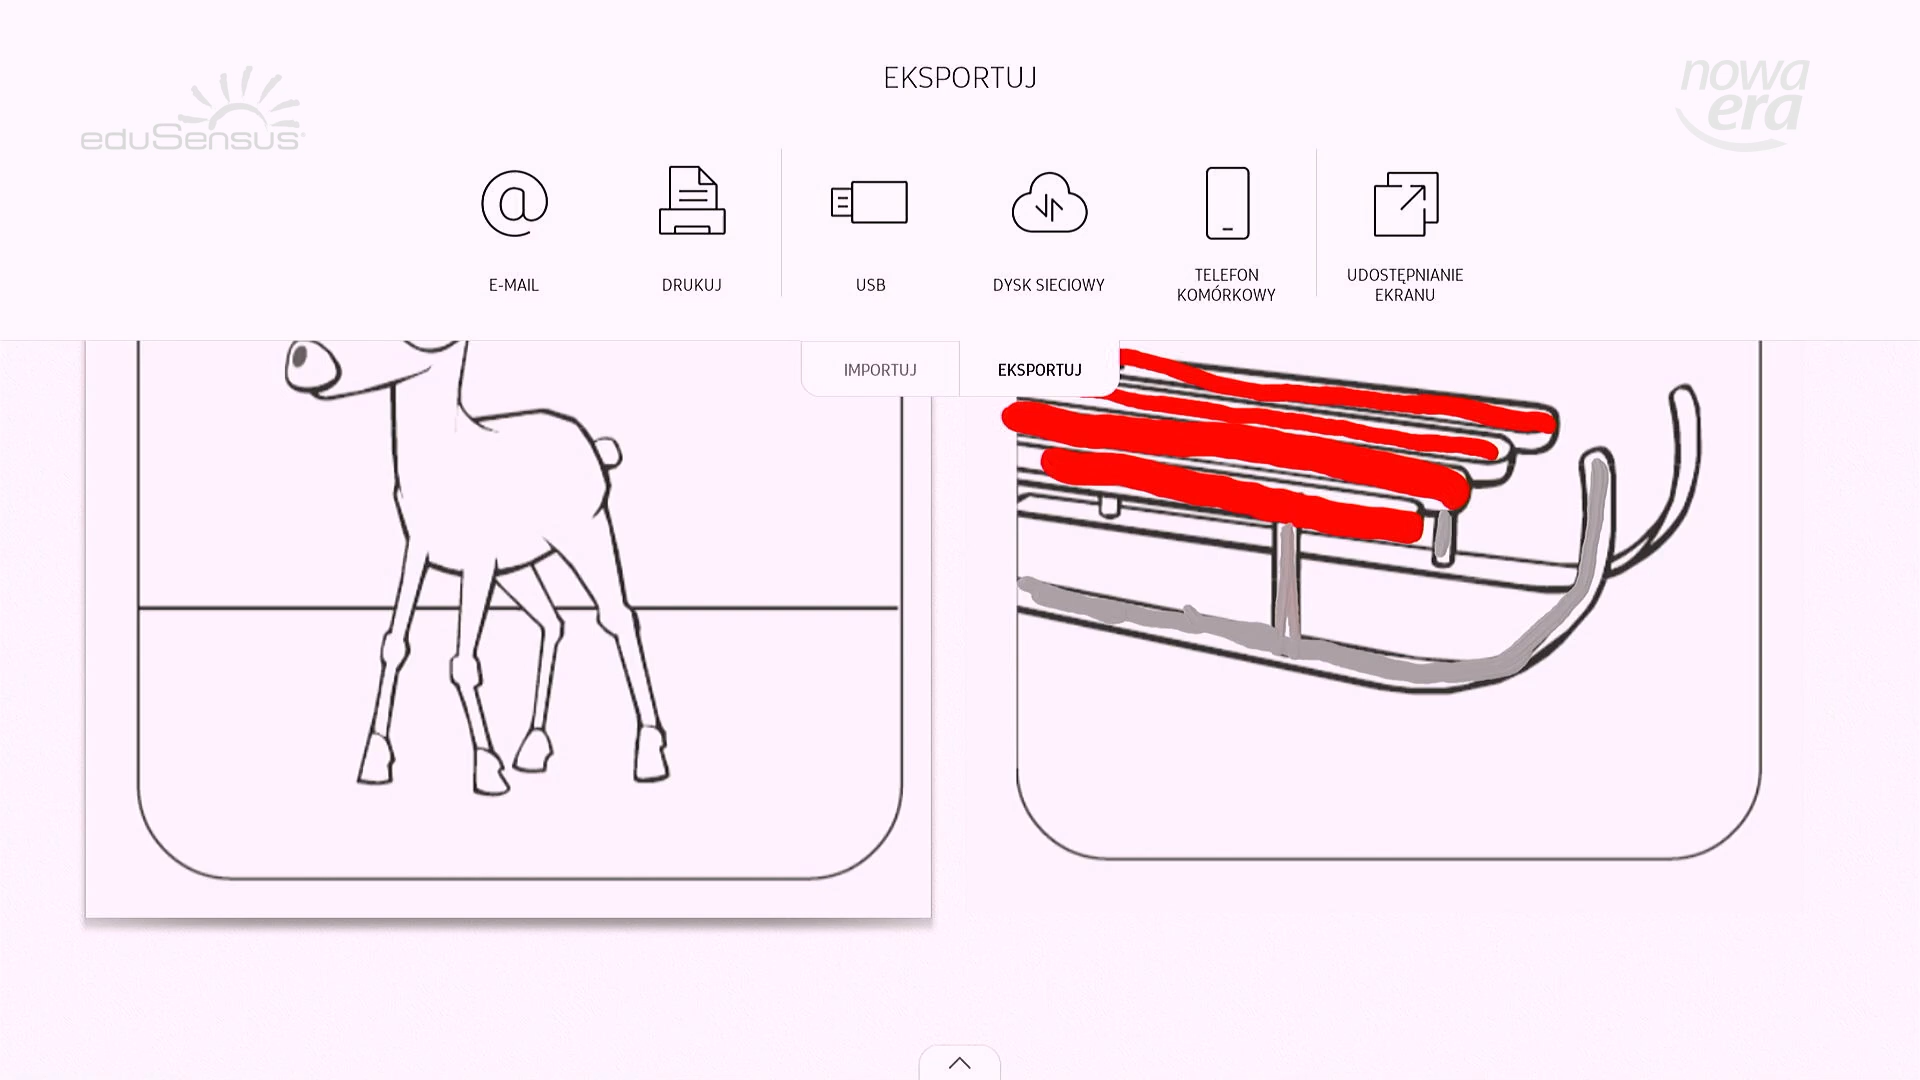 EKSPORTUJ
eduSensus
nowa
era
E-MAIL
DRUKUJ
USB
DYSK SIECIOWY
TELEFON
KOMÓRKOWY
UDOSTĘPNIANIE
EKRANU
IMPORTUJ
EKSPORTUJ